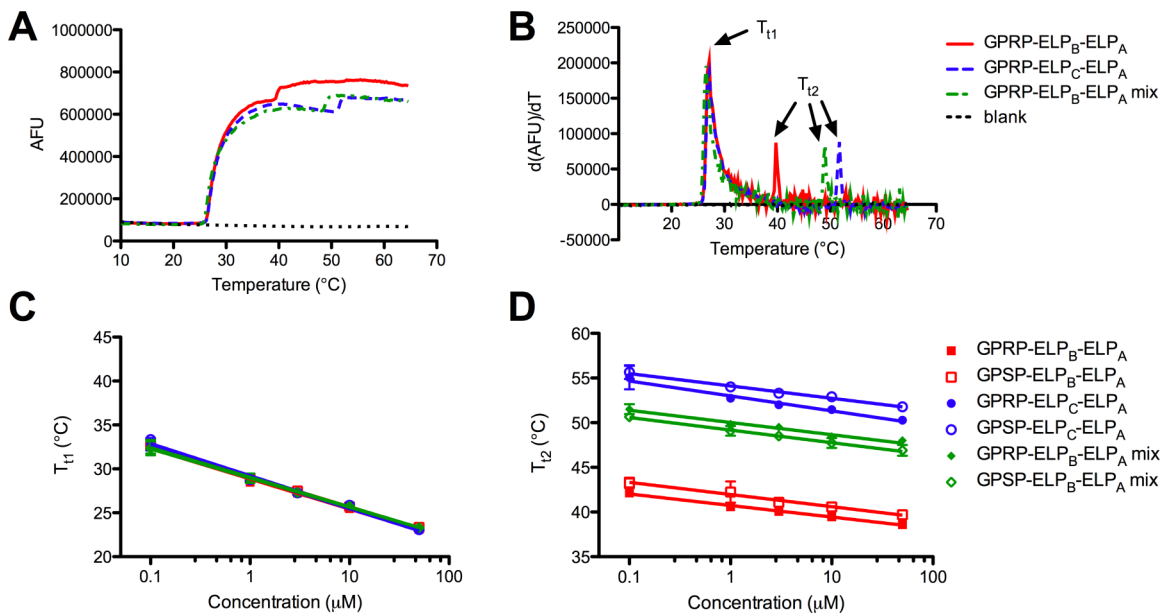 A
1000000
800000
600000
400000
200000
0
AFU
10 20 30 40 50 60 70
Temperature (°C)
B
250000
200000
150000
100000
50000
0
-50000
d(AFU)/dT
Tt1
Tt2
20 30 40 50 60 70
Temperature (°C)
GPRP-ELPB-ELPA
GPRP-ELPC-ELPA
GPRP-ELPB-ELPA mix
blank
C
45
40
35
30
25
20
Tt1 (°C)
0.1 1 10 100
Concentration (μM)
D
60
55
50
45
40
35
Tt2 (°C)
0.1 1 10 100
Concentration (μM)
GPRP-ELPB-ELPA
GPSP-ELPB-ELPA
GPRP-ELPC-ELPA
GPSP-ELPC-ELPA
GPRP-ELPB-ELPA mix
GPSP-ELPB-ELPA mix